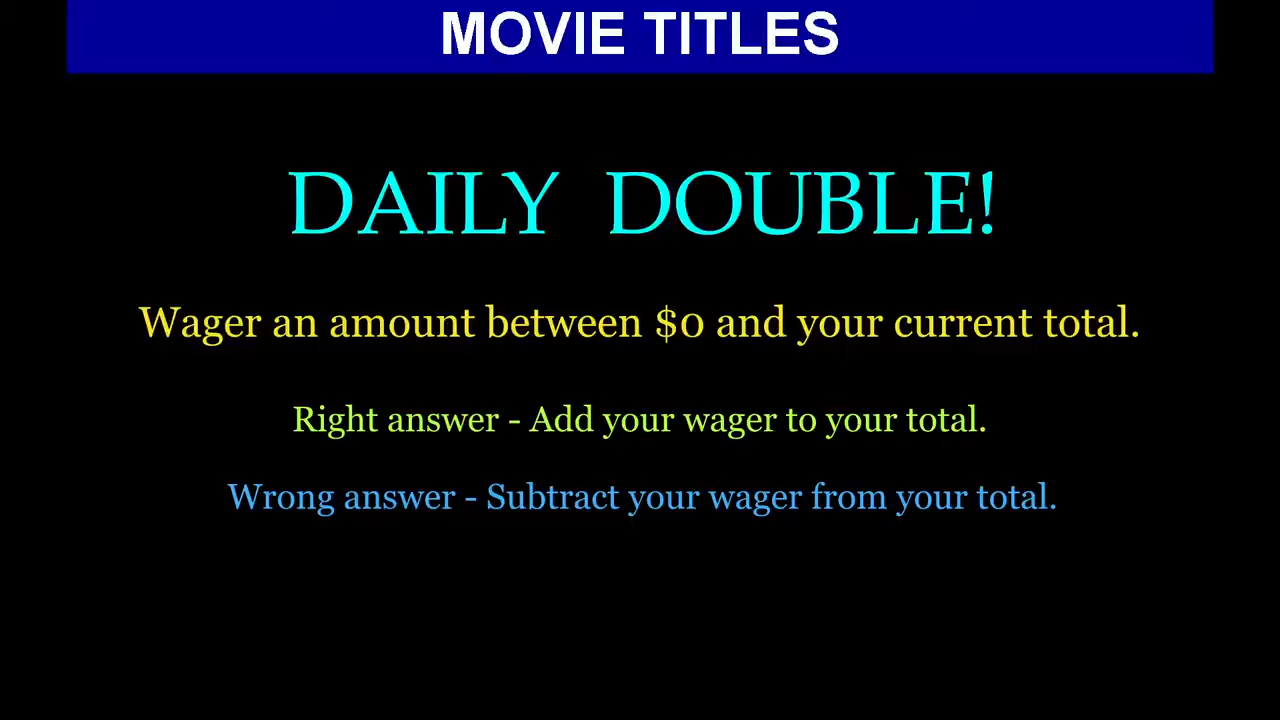 MOVIE TITLES
DAILY DOUBLE!
Wager an amount between $0 and your current total.
Right answer - Add your wager to your total.
Wrong answer - Subtract your wager from your total.